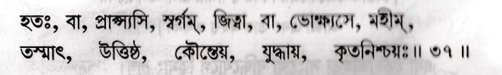 হতঃ, বা, প্রাপ্স্যসি, স্বর্গম্, জিত্বা, বা, ভোক্ষ্যসে, মহীম্,
তস্মাৎ, উত্তিষ্ঠ, কৌন্তেয়, যুদ্ধায়, কৃতনিশ্চয়ঃ॥ ৩৭॥